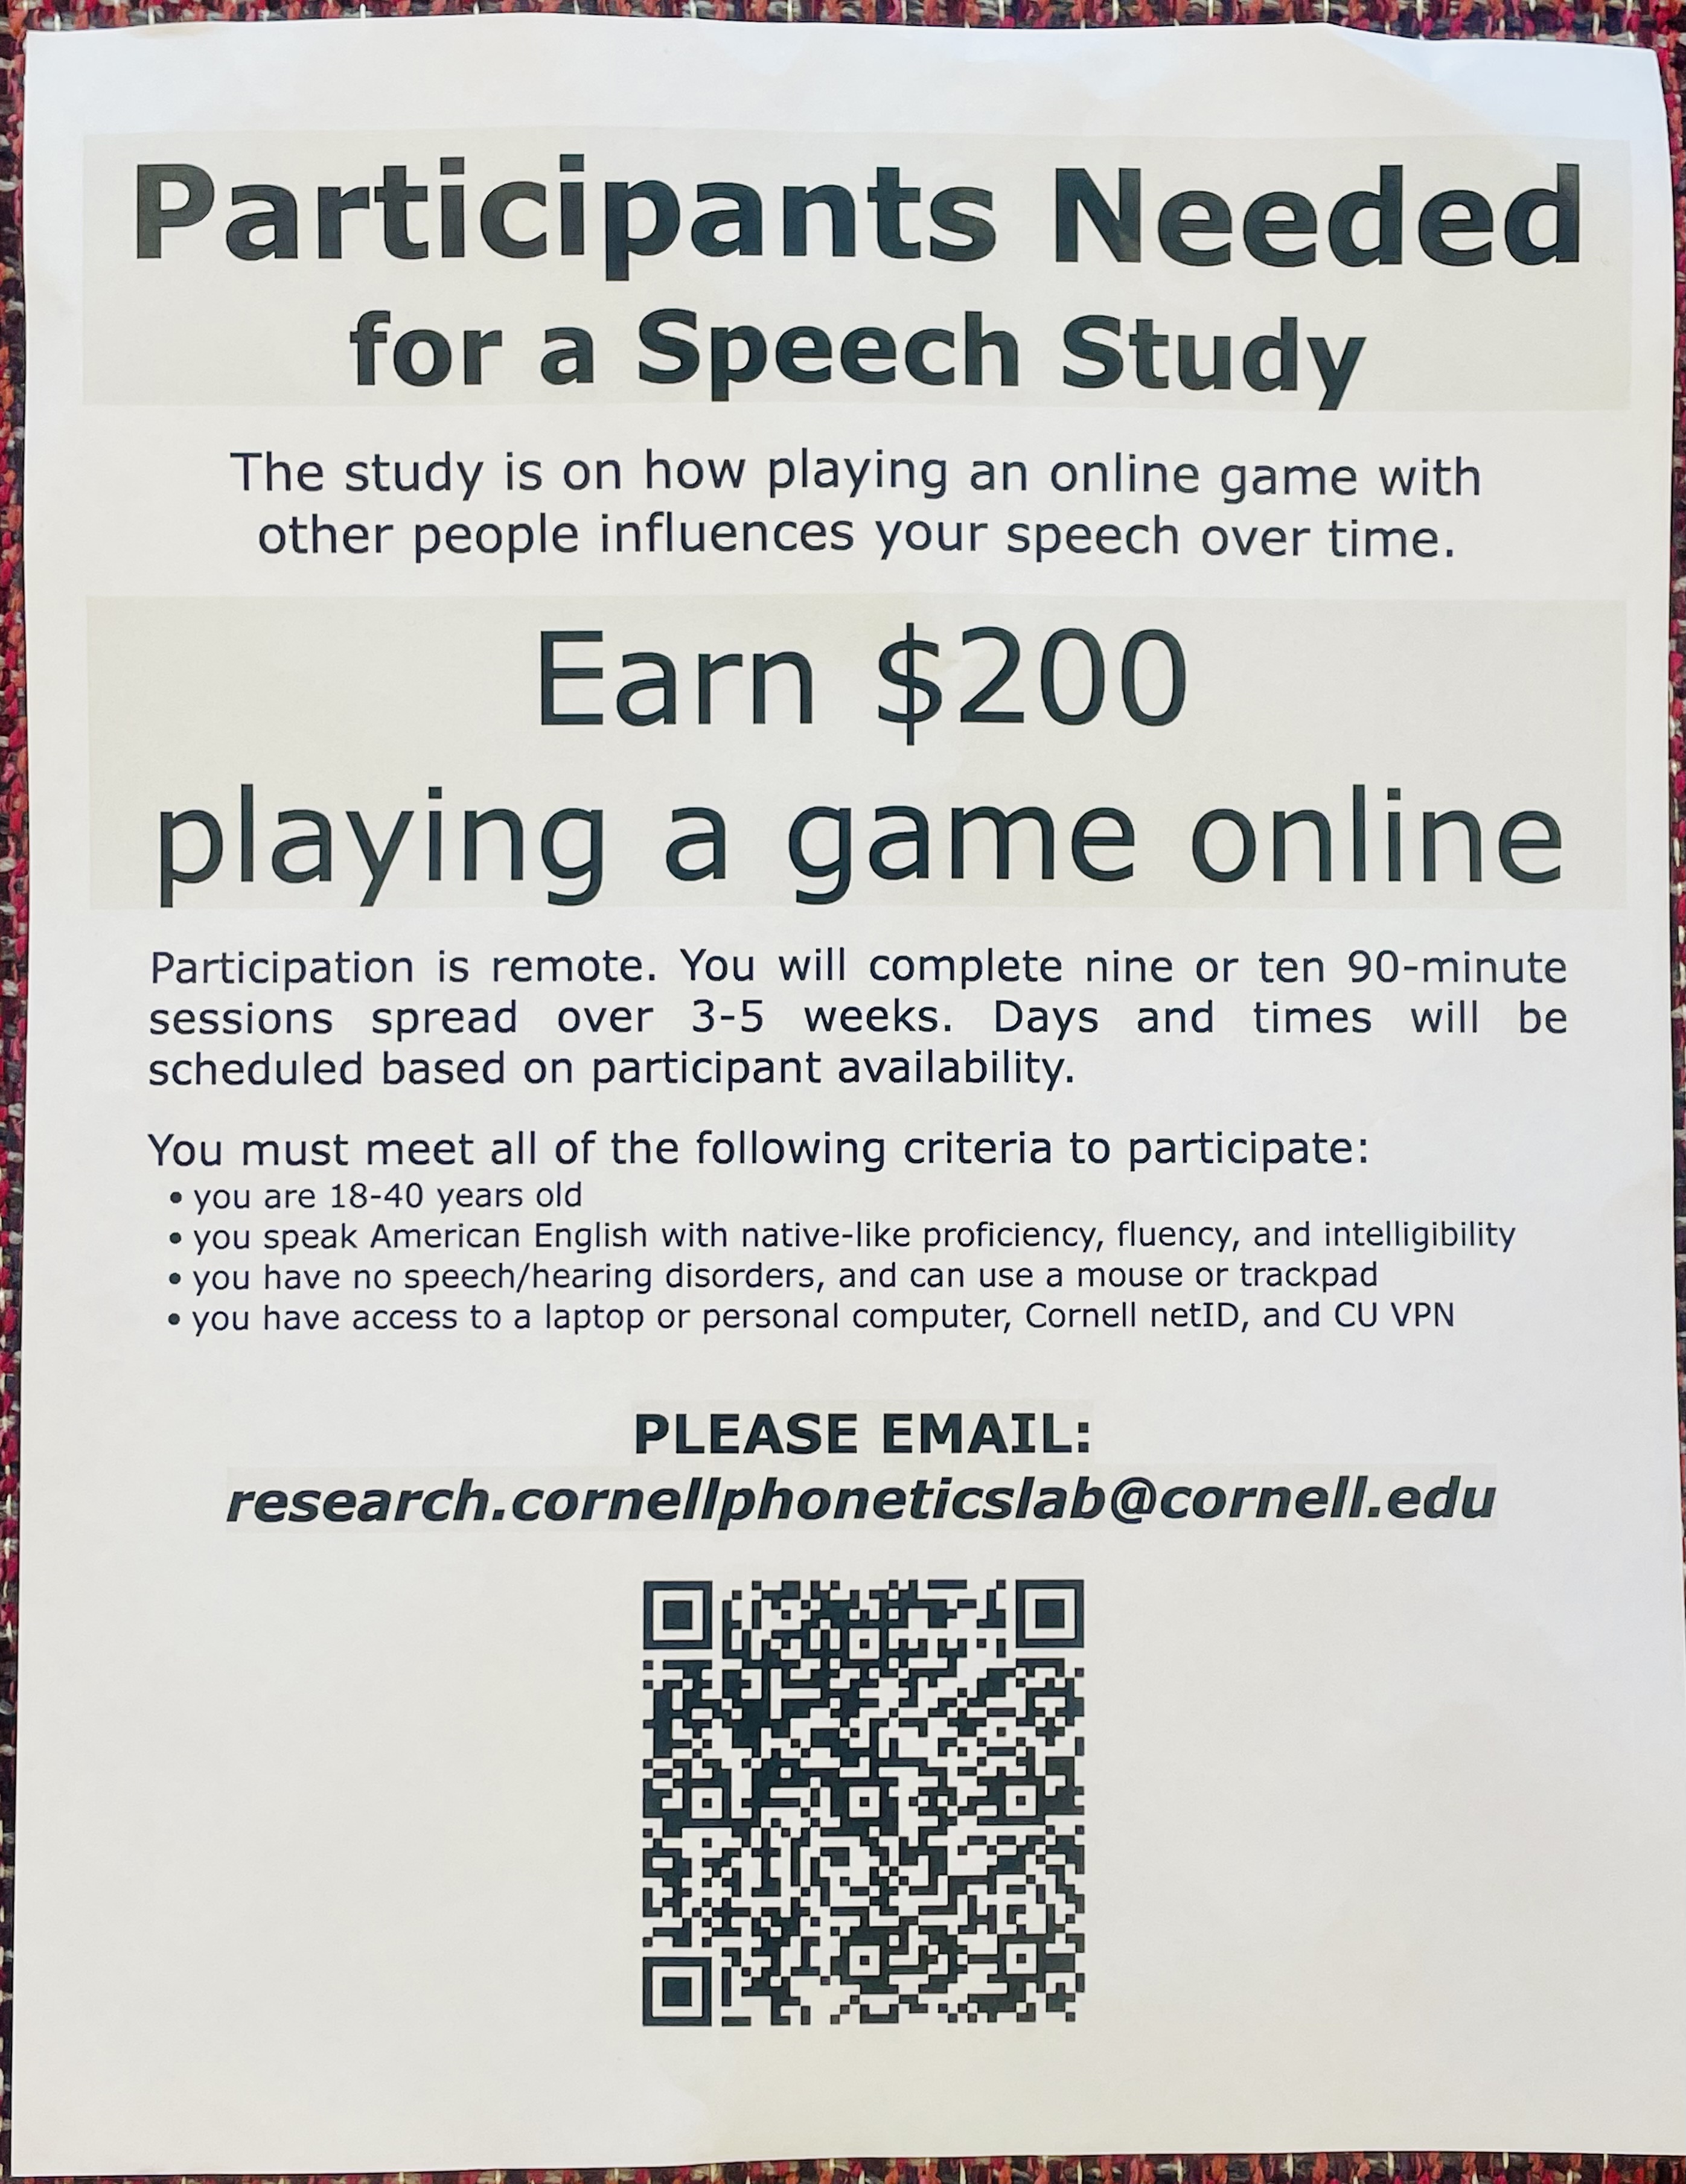 Participants Needed
for a Speech Study
The study is on how playing an online game with
other people influences your speech over time.
Earn $200
playing a game online
Participation is remote. You will complete nine or ten 90-minute
sessions spread over 3-5 weeks. Days and times will be
scheduled based on participant availability.
You must meet all of the following criteria to participate:
• you are 18-40 years old
• you speak American English with native-like proficiency, fluency, and intelligibility
• you have no speech/hearing disorders, and can use a mouse or trackpad
• you have access to a laptop or personal computer, Cornell netID, and CU VPN
PLEASE EMAIL:
research.cornellphoneticslab@cornell.edu